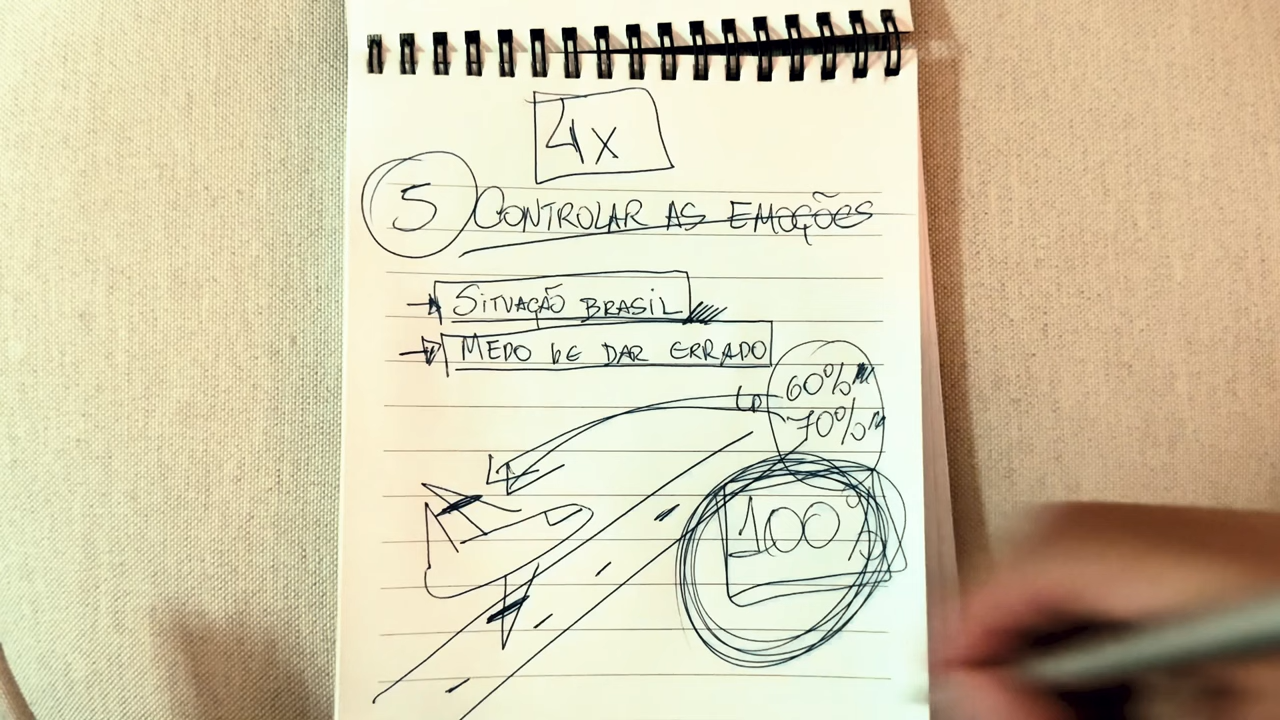 4x
5 CONTROLAR AS EMOÇÕES
SITUAÇÃO BRASIL
MEDO DE DAR ERRADO
60%
70%
100%